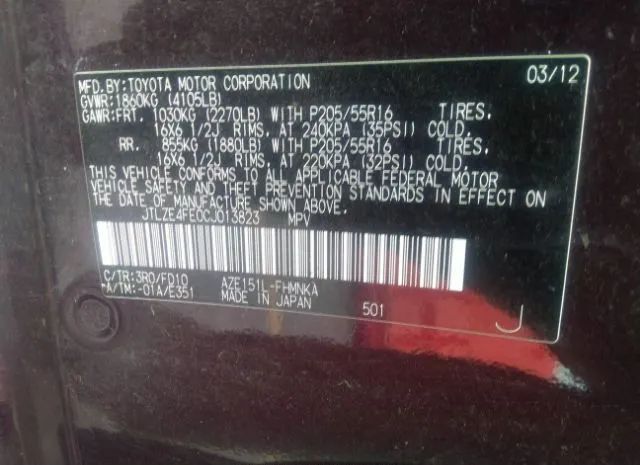 MFD.BY:TOYOTA MOTOR CORPORATION 03/12
GVWR:1860KG (4105LB)
GAWR:FRT. 1030KG (2270LB) WITH P205/55R16 TIRES.
16X6 1/2J RIMS, AT 240KPA (35PSI) COLD.
RR. 855KG (1880LB) WITH P205/55R16 TIRES.
16X6 1/2J RIMS, AT 220KPA (32PSI) COLD.
THIS VEHICLE CONFORMS TO ALL APPLICABLE FEDERAL MOTOR
VEHICLE SAFETY AND THEFT PREVENTION STANDARDS IN EFFECT ON
THE DATE OF MANUFACTURE SHOWN ABOVE.
JTLZE4FE0CJ013823 MPV
C/TR:3R0/FD10 AZE151L-FHMNKA
A/TM:-01A/E351 MADE IN JAPAN
501 J